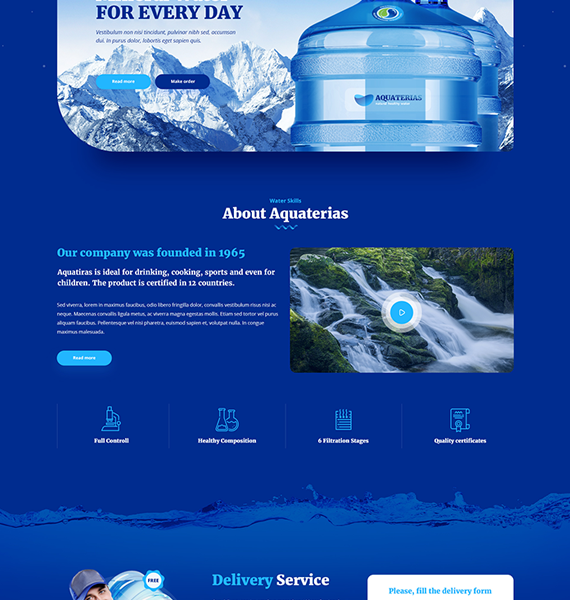 FOR EVERY DAY
Vestibulum non nisi tincidunt, pulvinar nibh sed, accumsan
dui. In purus dolor, lobortis eget sapien quis.
Read more
Make order
AQUATERIAS
Water Skills
About Aquaterias
Our company was founded in 1965
Aquatiras is ideal for drinking, cooking, sports and even for
children. The product is certified in 12 countries.
Sed viverra, lorem in maximus faucibus, odio libero fringilla dolor, convallis vestibulum risus nisi ac
neque. Maecenas convallis ligula metus, ac viverra magna egestas mollis. Etiam sed tortor vel purus
aliquam faucibus. Pellentesque vel nisi pharetra, euismod sapien et, volutpat nulla. In congue
maximus malesuada.
Read more
Full Controll
Healthy Composition
6 Filtration Stages
Quality certificates
FREE
Delivery Service
Please, fill the delivery form